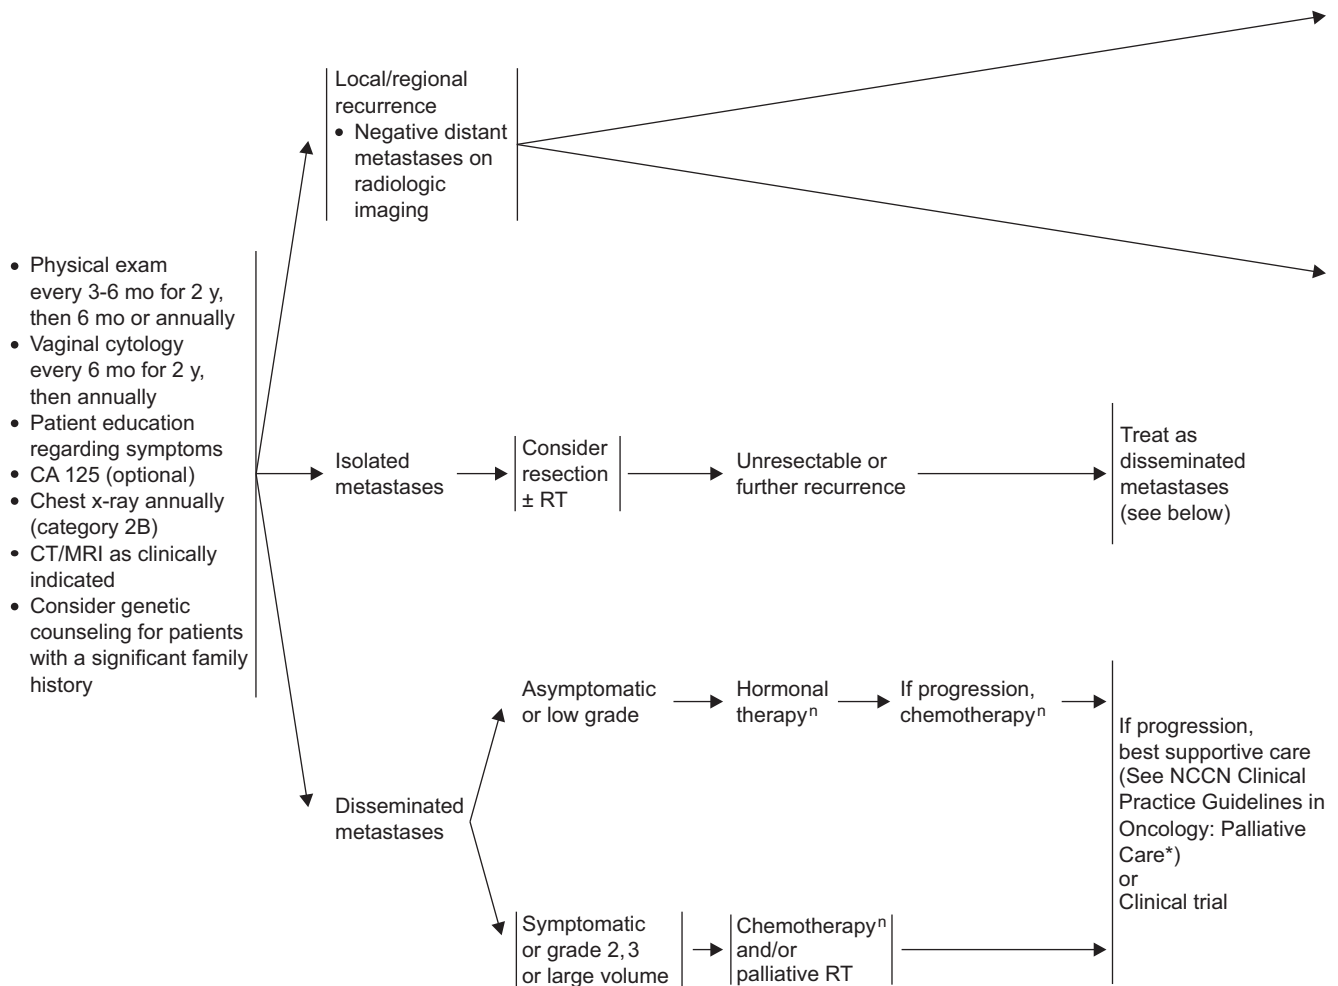 Local/regional
recurrence
• Negative distant
metastases on
radiologic
imaging
• Physical exam
every 3-6 mo for 2 y,
then 6 mo or annually
• Vaginal cytology
every 6 mo for 2 y,
then annually
• Patient education
regarding symptoms
• CA 125 (optional)
• Chest x-ray annually
(category 2B)
• CT/MRI as clinically
indicated
• Consider genetic
counseling for patients
with a significant family
history
Isolated
metastases
Consider
resection
± RT
Unresectable or
further recurrence
Treat as
disseminated
metastases
(see below)
Disseminated
metastases
Asymptomatic
or low grade
Hormonal
therapyⁿ
If progression,
chemotherapyⁿ
Symptomatic
or grade 2, 3
or large volume
Chemotherapyⁿ
and/or
palliative RT
If progression,
best supportive care
(See NCCN Clinical
Practice Guidelines in
Oncology: Palliative
Care*)
or
Clinical trial